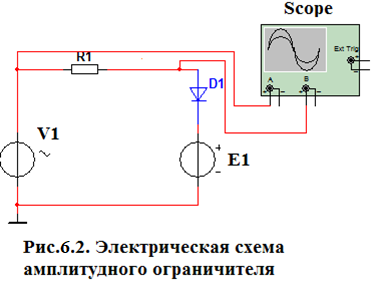 Scope
Ext Trig
R1
A
B
D1
V1
E1
Рис.6.2. Электрическая схема
амплитудного ограничителя